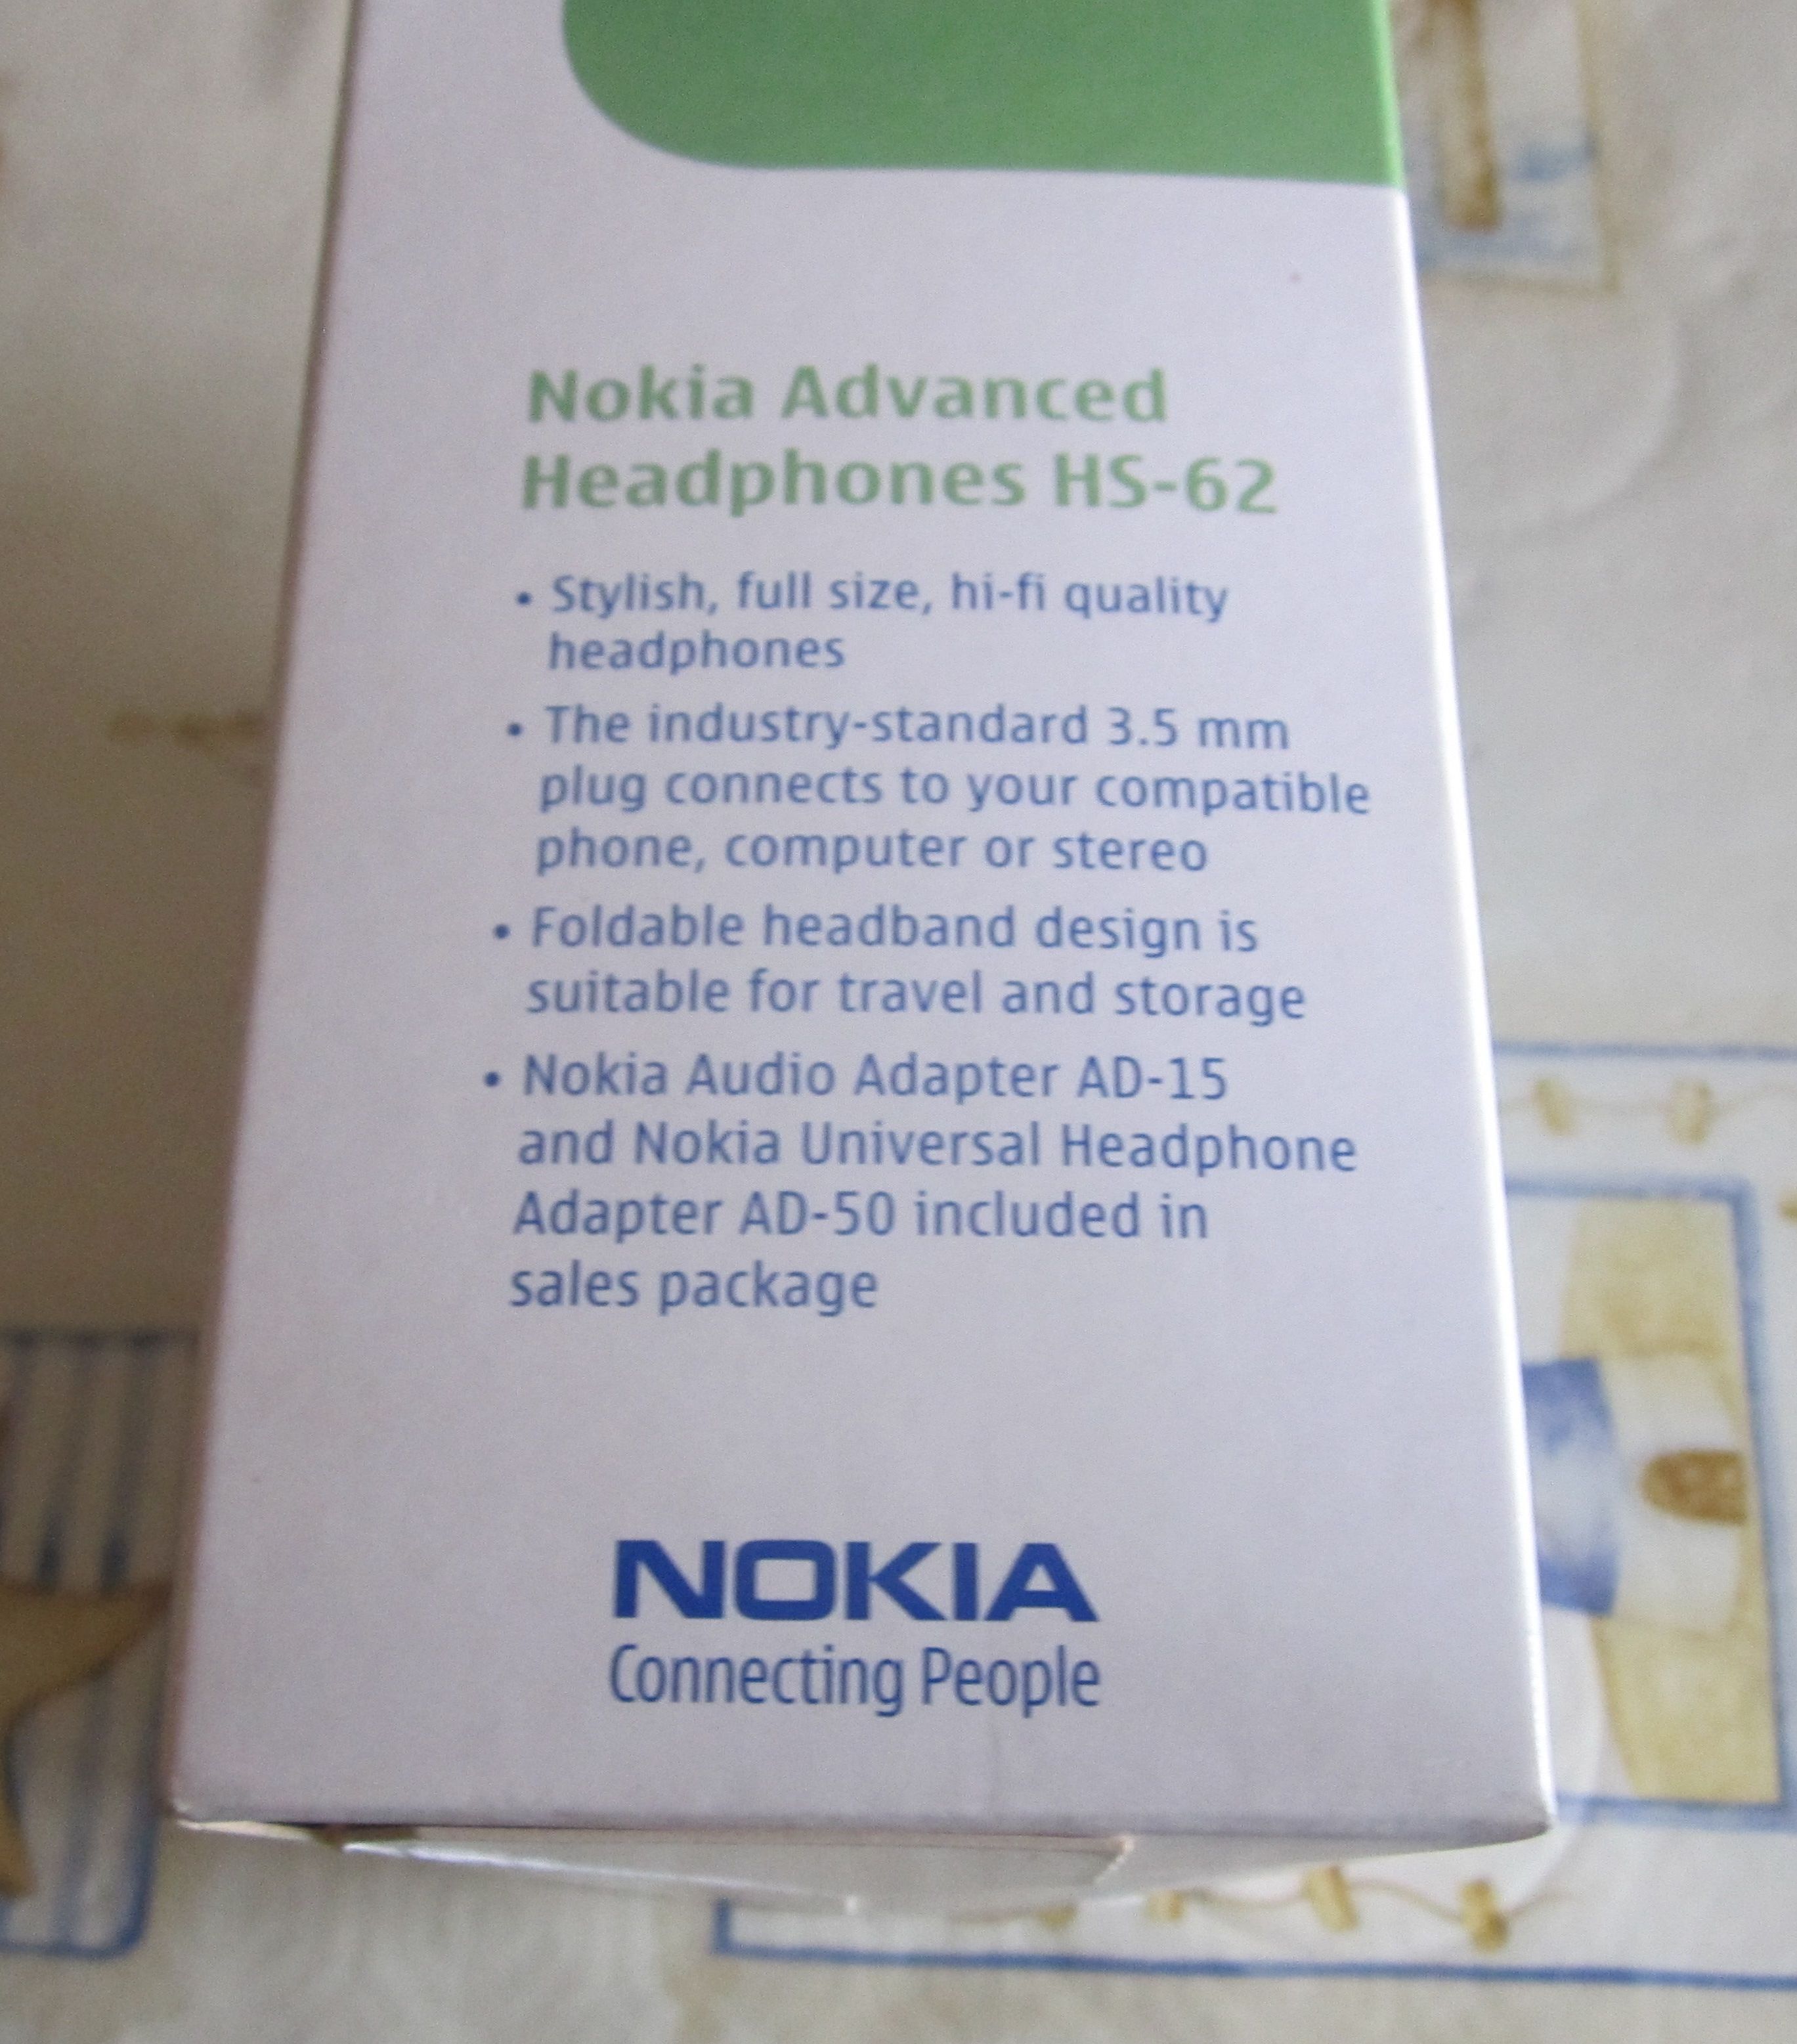 Nokia Advanced
Headphones HS-62
• Stylish, full size, hi-fi quality
headphones
• The industry-standard 3.5 mm
plug connects to your compatible
phone, computer or stereo
• Foldable headband design is
suitable for travel and storage
• Nokia Audio Adapter AD-15
and Nokia Universal Headphone
Adapter AD-50 included in
sales package
NOKIA
Connecting People